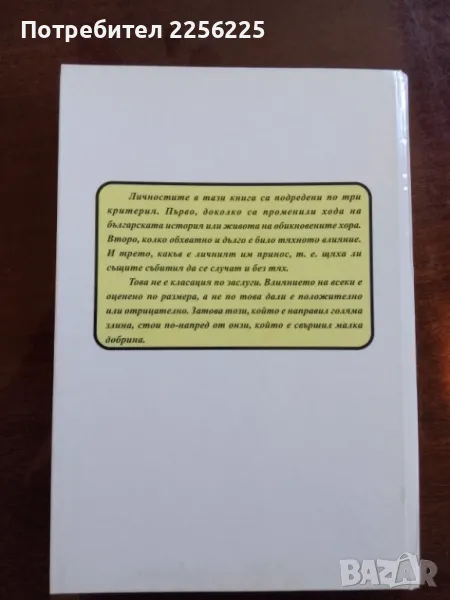 Потребител 2256225
Личностите в тази книга са подредени по три
критерия. Първо, доколко са променили хода на
българската история или живота на обикновените хора.
Второ, колко обхватно и дълго е било тяхното влияние.
И трето, какъв е личният им принос, т. е. щяха ли
същите събития да се случат и без тях.
Това не е класация по заслуги. Влиянието на всеки е
оценено по размера, а не по това дали е положително
или отрицателно. Затова този, който е направил голяма
злина, стои по-напред от онзи, който е свършил малка
добрина.
BAZAR